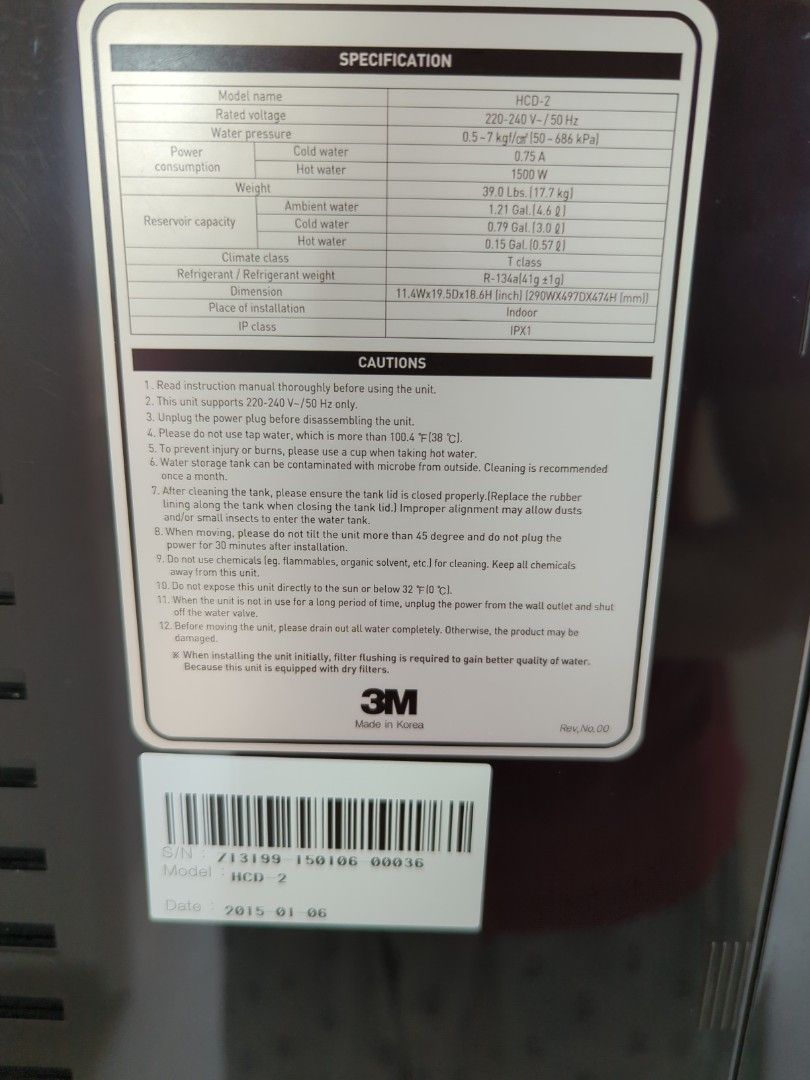 SPECIFICATION
Model name HCD-2
Rated voltage 220-240 V~/ 50 Hz
Water pressure 0.5~7 kgf/㎠ (50~686 kPa)
Power consumption Cold water 0.75 A
Hot water 1500 W
Weight 39.0 Lbs. (17.7 kg)
Reservoir capacity Ambient water 1.21 Gal. (4.6 ℓ)
Cold water 0.79 Gal. (3.0 ℓ)
Hot water 0.15 Gal. (0.57 ℓ)
Climate class T class
Refrigerant / Refrigerant weight R-134a(41g ±1g)
Dimension 11.4Wx19.5Dx18.6H (inch) (290WX497DX474H (mm))
Place of installation Indoor
IP class IPX1
CAUTIONS
1. Read instruction manual thoroughly before using the unit.
2. This unit supports 220-240 V~/50 Hz only.
3. Unplug the power plug before disassembling the unit.
4. Please do not use tap water, which is more than 100.4 ℉(38 ℃).
5. To prevent injury or burns, please use a cup when taking hot water.
6. Water storage tank can be contaminated with microbe from outside. Cleaning is recommended
once a month.
7. After cleaning the tank, please ensure the tank lid is closed properly.(Replace the rubber
lining along the tank when closing the tank lid.) Improper alignment may allow dusts
and/or small insects to enter the water tank.
8. When moving, please do not tilt the unit more than 45 degree and do not plug the
power for 30 minutes after installation.
9. Do not use chemicals (eg. flammables, organic solvent, etc.) for cleaning. Keep all chemicals
away from this unit.
10. Do not expose this unit directly to the sun or below 32 ℉(0 ℃).
11. When the unit is not in use for a long period of time, unplug the power from the wall outlet and shut
off the water valve.
12. Before moving the unit, please drain out all water completely. Otherwise, the product may be
damaged.
※ When installing the unit initially, filter flushing is required to gain better quality of water.
Because this unit is equipped with dry filters.
3M
Made in Korea
Rev,No,00
S/N : Z13199-150106-00036
Model : HCD-2
Date : 2015-01-06